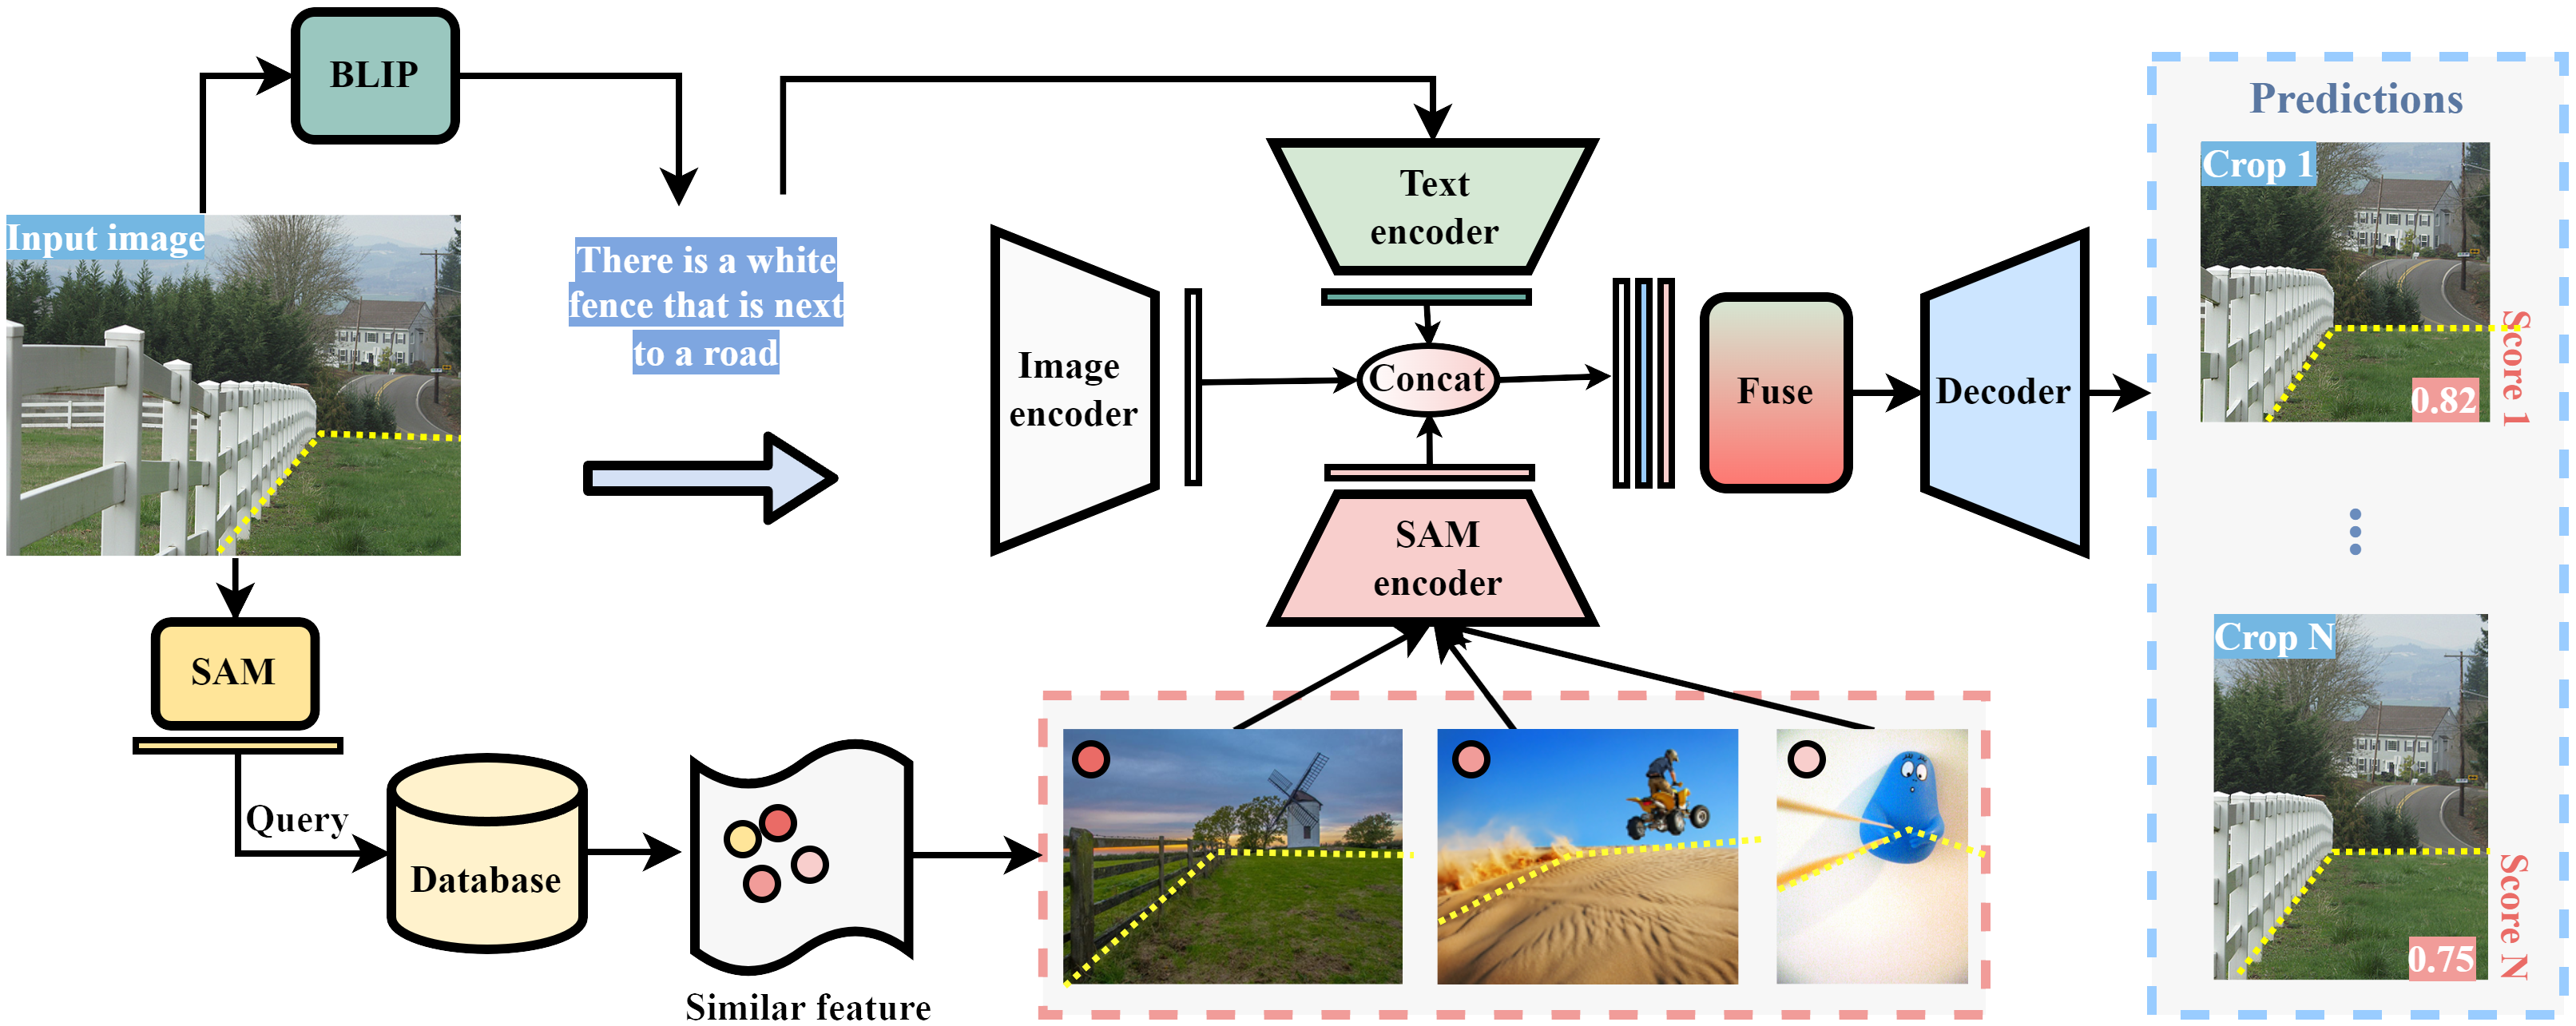 BLIP
Input image
There is a white
fence that is next
to a road
SAM
Query
Database
Similar feature
Image
encoder
Text
encoder
Concat
SAM
encoder
Fuse
Decoder
Predictions
Crop 1
Score 1
0.82
Crop N
Score N
0.75